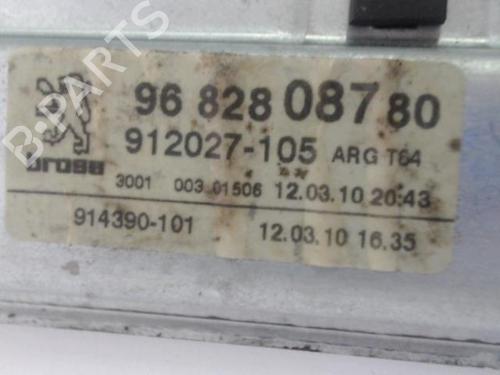 96 828 087 80
912027-105 ARG T64
brose
3001 003 01506 12.03.10 20:43
914390-101 12.03.10 16.35
B-PARTS